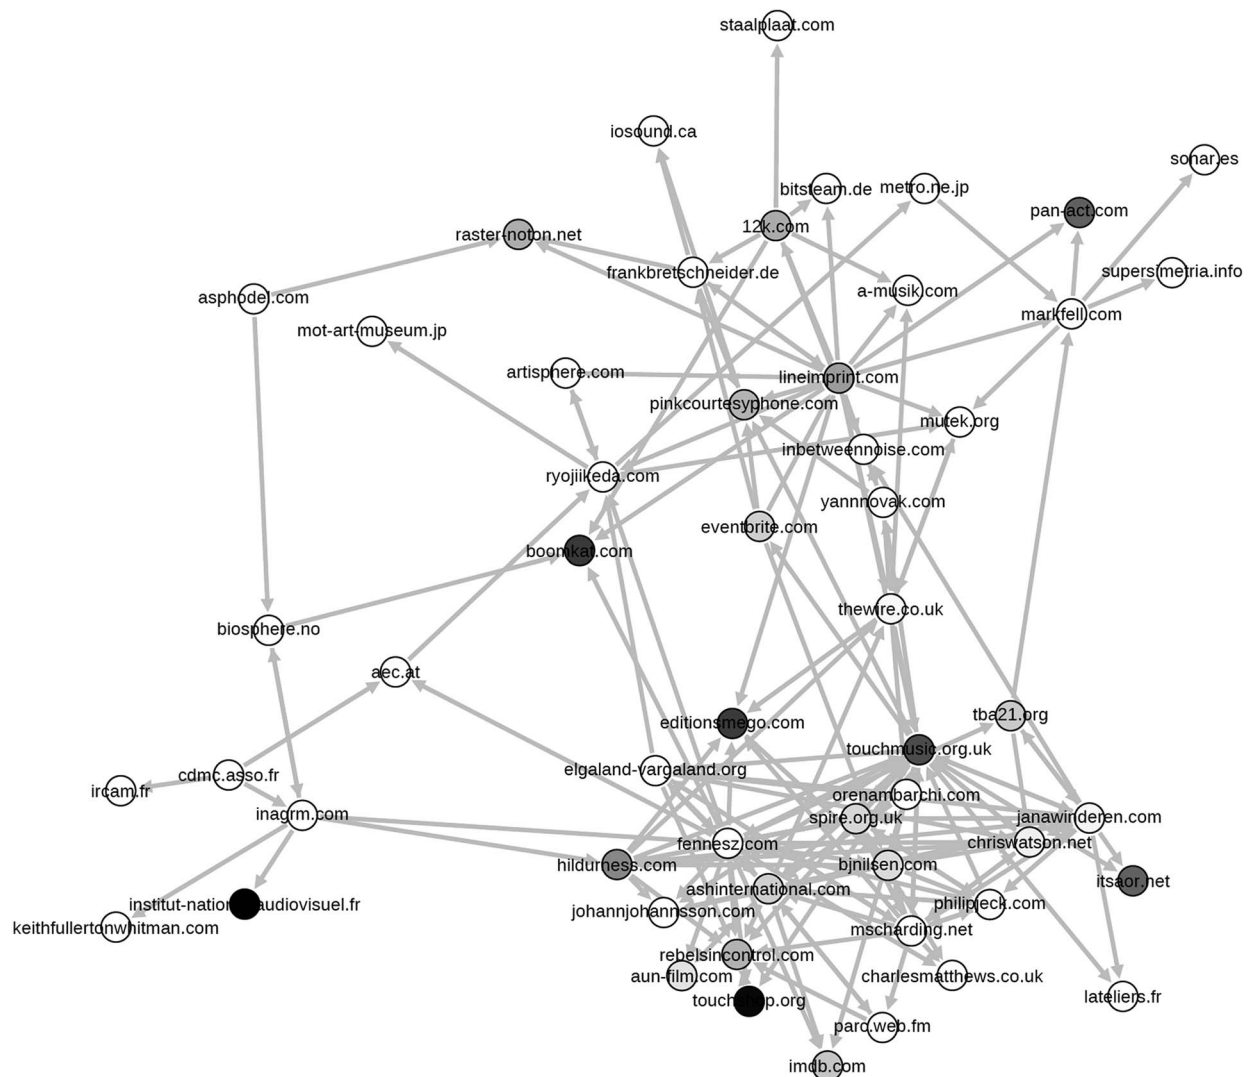 staalplaat.com
iosound.ca
sonar.es
bitsteam.de
metro.ne.jp
pan-act.com
12k.com
raster-noton.net
frankbretschneider.de
supersimetria.info
a-musik.com
asphodel.com
markfell.com
mot-art-museum.jp
artisphere.com
lineimprint.com
pinkcourtesyphone.com
mutek.org
inbetweennoise.com
ryojiikeda.com
yannnovak.com
eventbrite.com
boomkat.com
thewire.co.uk
biosphere.no
aec.at
tba21.org
editionsmego.com
touchmusic.org.uk
elgaland-vargaland.org
cdmc.asso.fr
ircam.fr
orenambarchi.com
inagrm.com
spire.org.uk
janawinderen.com
fennesz.com
chriswatson.net
hildurness.com
bjnilsen.com
itsaor.net
ashinternational.com
institut-national-audiovisuel.fr
philipjeck.com
johannjohannsson.com
keithfullertonwhitman.com
mscharding.net
rebelsincontrol.com
aun-film.com
charlesmatthews.co.uk
lateliers.fr
touchshop.org
parc.web.fm
imdb.com